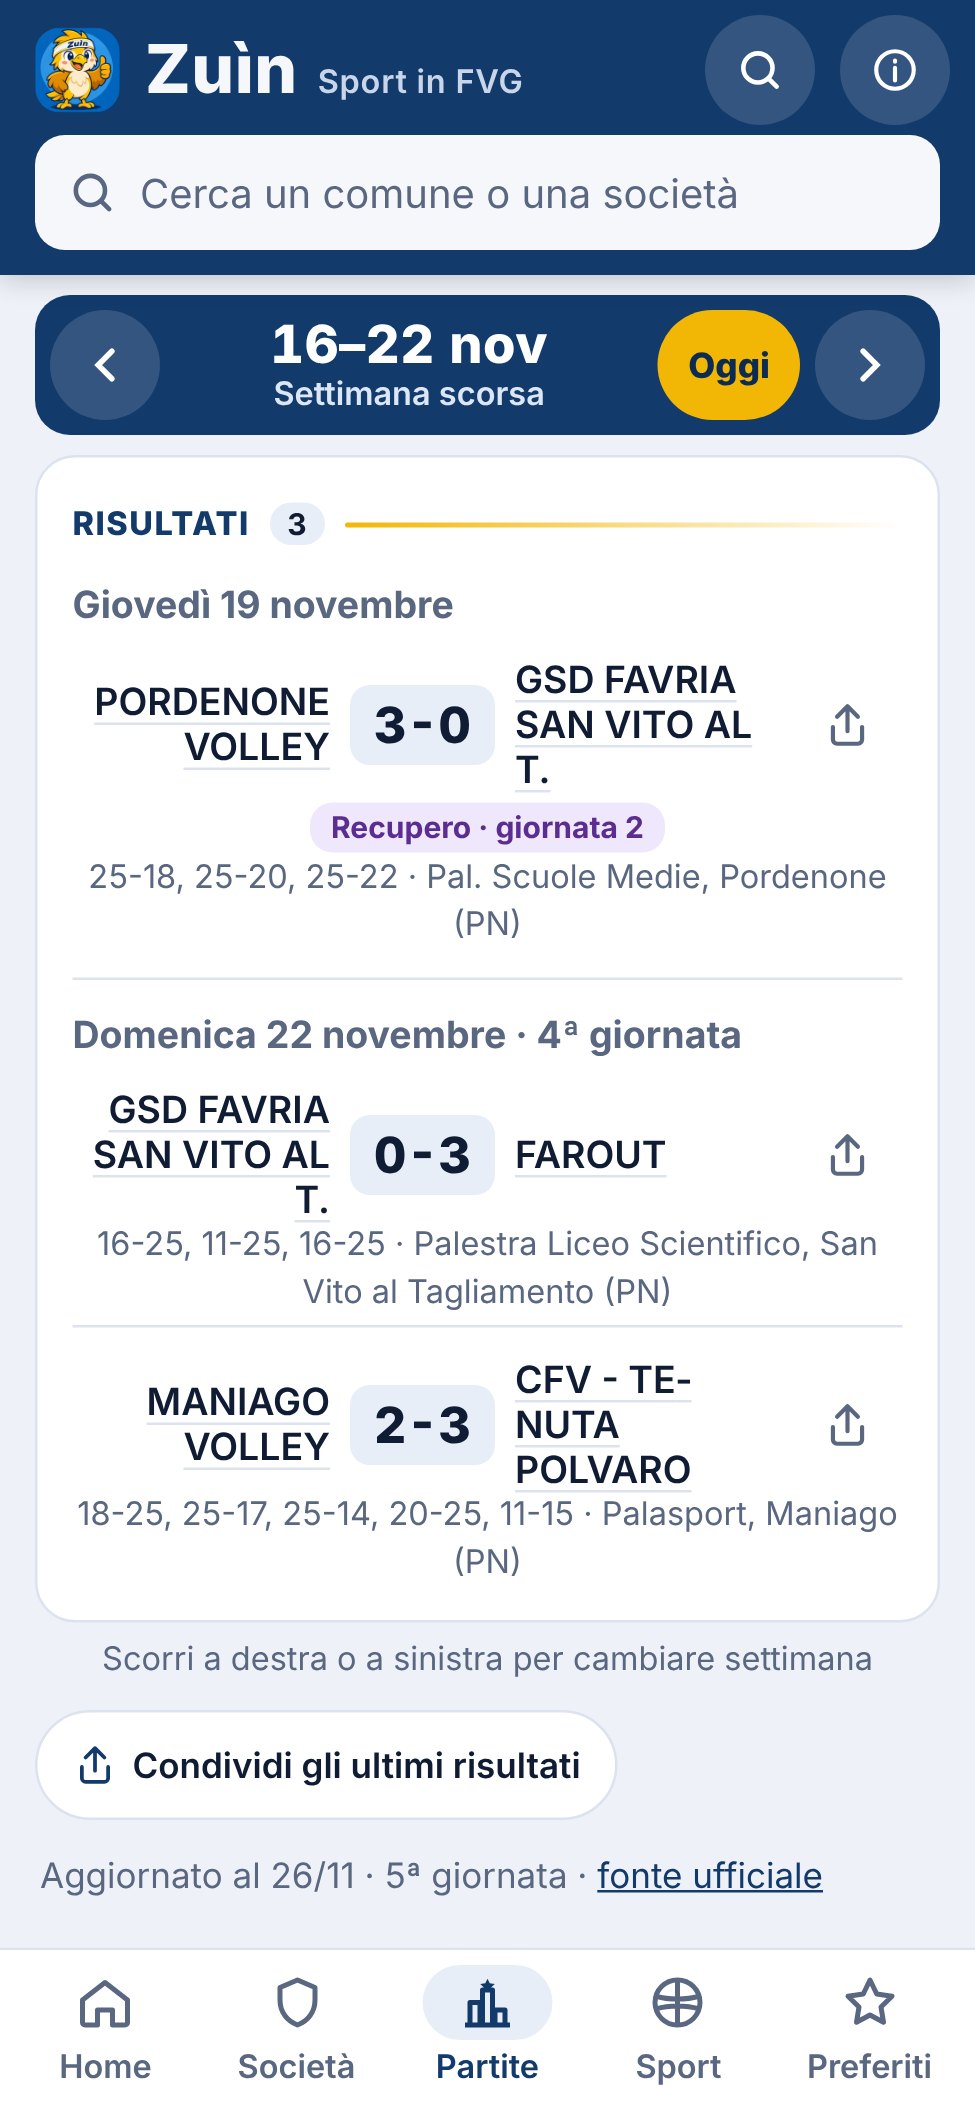 Zuìn Sport in FVG
Cerca un comune o una società
16–22 nov
Settimana scorsa
Oggi
RISULTATI 3
Giovedì 19 novembre
PORDENONE
VOLLEY
3-0
GSD FAVRIA
SAN VITO AL
T.
Recupero · giornata 2
25-18, 25-20, 25-22 · Pal. Scuole Medie, Pordenone
(PN)
Domenica 22 novembre · 4ª giornata
GSD FAVRIA
SAN VITO AL
T.
0-3
FAROUT
16-25, 11-25, 16-25 · Palestra Liceo Scientifico, San
Vito al Tagliamento (PN)
MANIAGO
VOLLEY
2-3
CFV - TE-
NUTA
POLVARO
18-25, 25-17, 25-14, 20-25, 11-15 · Palasport, Maniago
(PN)
Scorri a destra o a sinistra per cambiare settimana
Condividi gli ultimi risultati
Aggiornato al 26/11 · 5ª giornata · fonte ufficiale
Home Società Partite Sport Preferiti